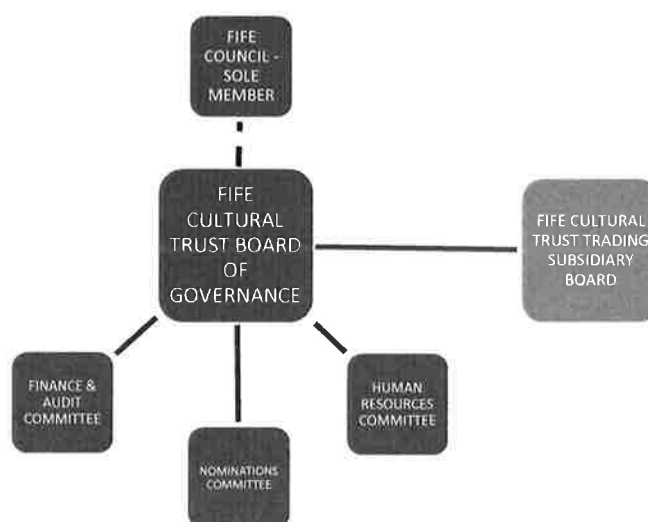 FIFE
COUNCIL -
SOLE
MEMBER
FIFE
CULTURAL
TRUST BOARD
OF
GOVERNANCE
FIFE CULTURAL
TRUST TRADING
SUBSIDIARY
BOARD
FINANCE &
AUDIT
COMMITTEE
HUMAN
RESOURCES
COMMITTEE
NOMINATIONS
COMMITTEE